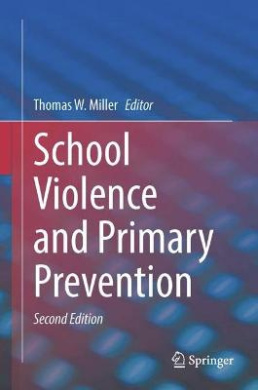 Thomas W. Miller Editor
School
Violence
and Primary
Prevention
Second Edition
Springer